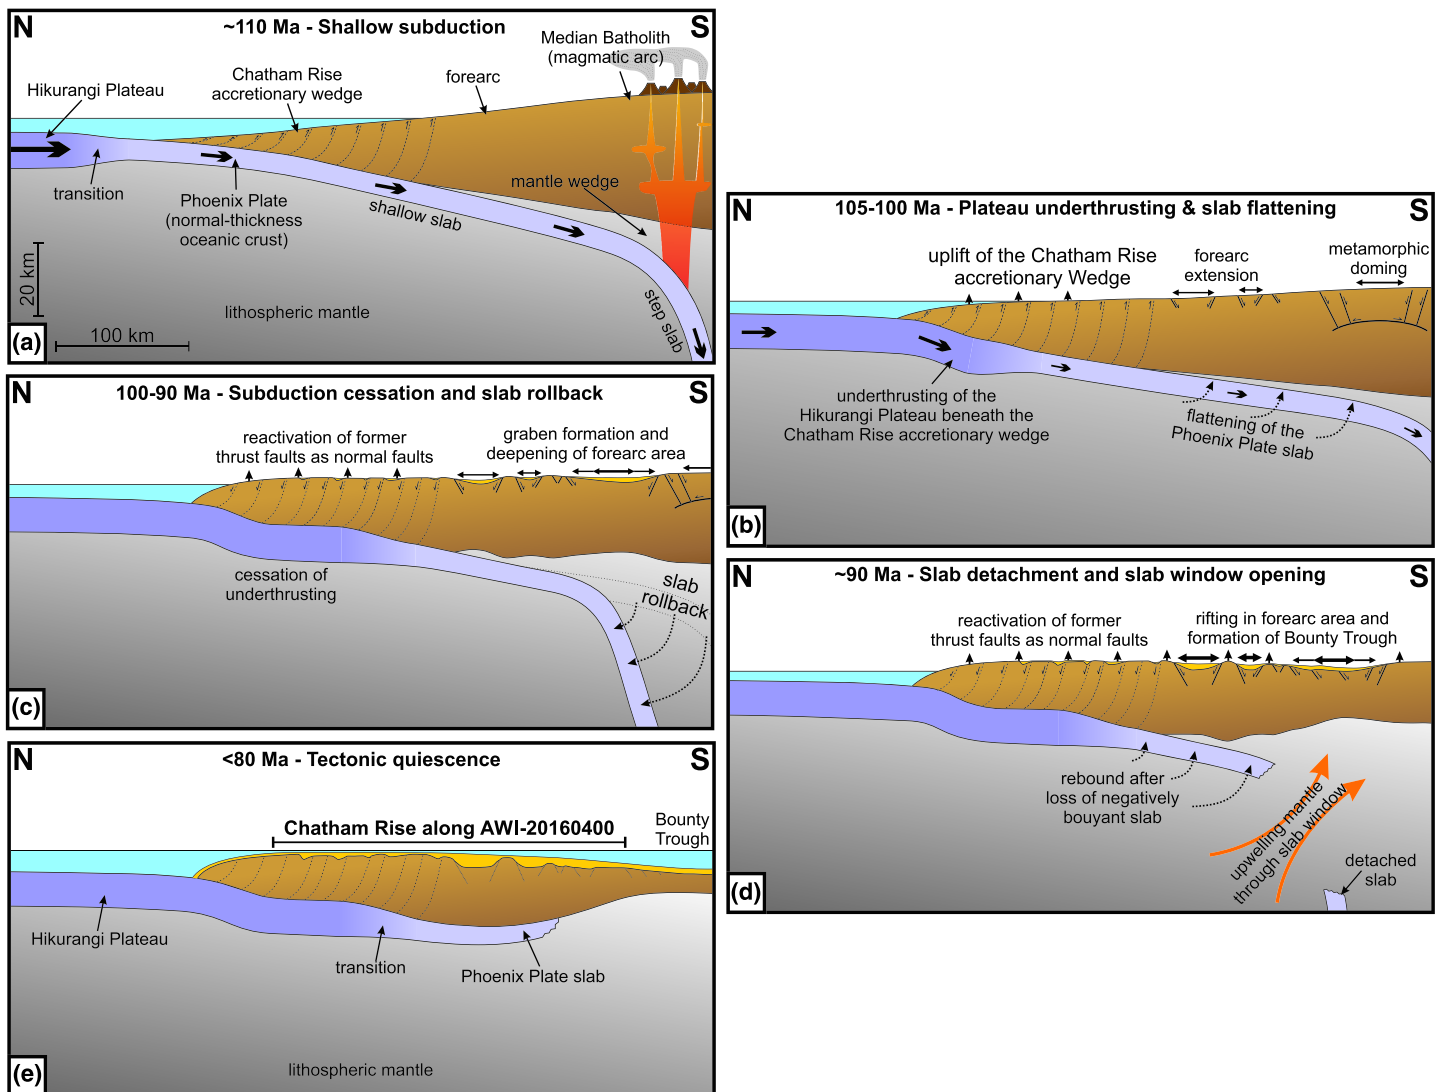 N
~110 Ma - Shallow subduction
S
Median Batholith
(magmatic arc)
Chatham Rise
accretionary wedge
forearc
Hikurangi Plateau
transition
Phoenix Plate
(normal-thickness
oceanic crust)
shallow slab
mantle wedge
20 km
100 km
lithospheric mantle
step slab
(a)
N
105-100 Ma - Plateau underthrusting & slab flattening
S
uplift of the Chatham Rise
accretionary Wedge
forearc
extension
metamorphic
doming
underthrusting of the
Hikurangi Plateau beneath the
Chatham Rise accretionary wedge
flattening of the
Phoenix Plate slab
(b)
N
100-90 Ma - Subduction cessation and slab rollback
S
reactivation of former
thrust faults as normal faults
graben formation and
deepening of forearc area
cessation of
underthrusting
slab
rollback
(c)
N
~90 Ma - Slab detachment and slab window opening
S
reactivation of former
thrust faults as normal faults
rifting in forearc area and
formation of Bounty Trough
rebound after
loss of negatively
bouyant slab
upwelling mantle
through slab window
detached
slab
(d)
N
<80 Ma - Tectonic quiescence
S
Chatham Rise along AWI-20160400
Bounty
Trough
Hikurangi Plateau
transition
Phoenix Plate slab
lithospheric mantle
(e)